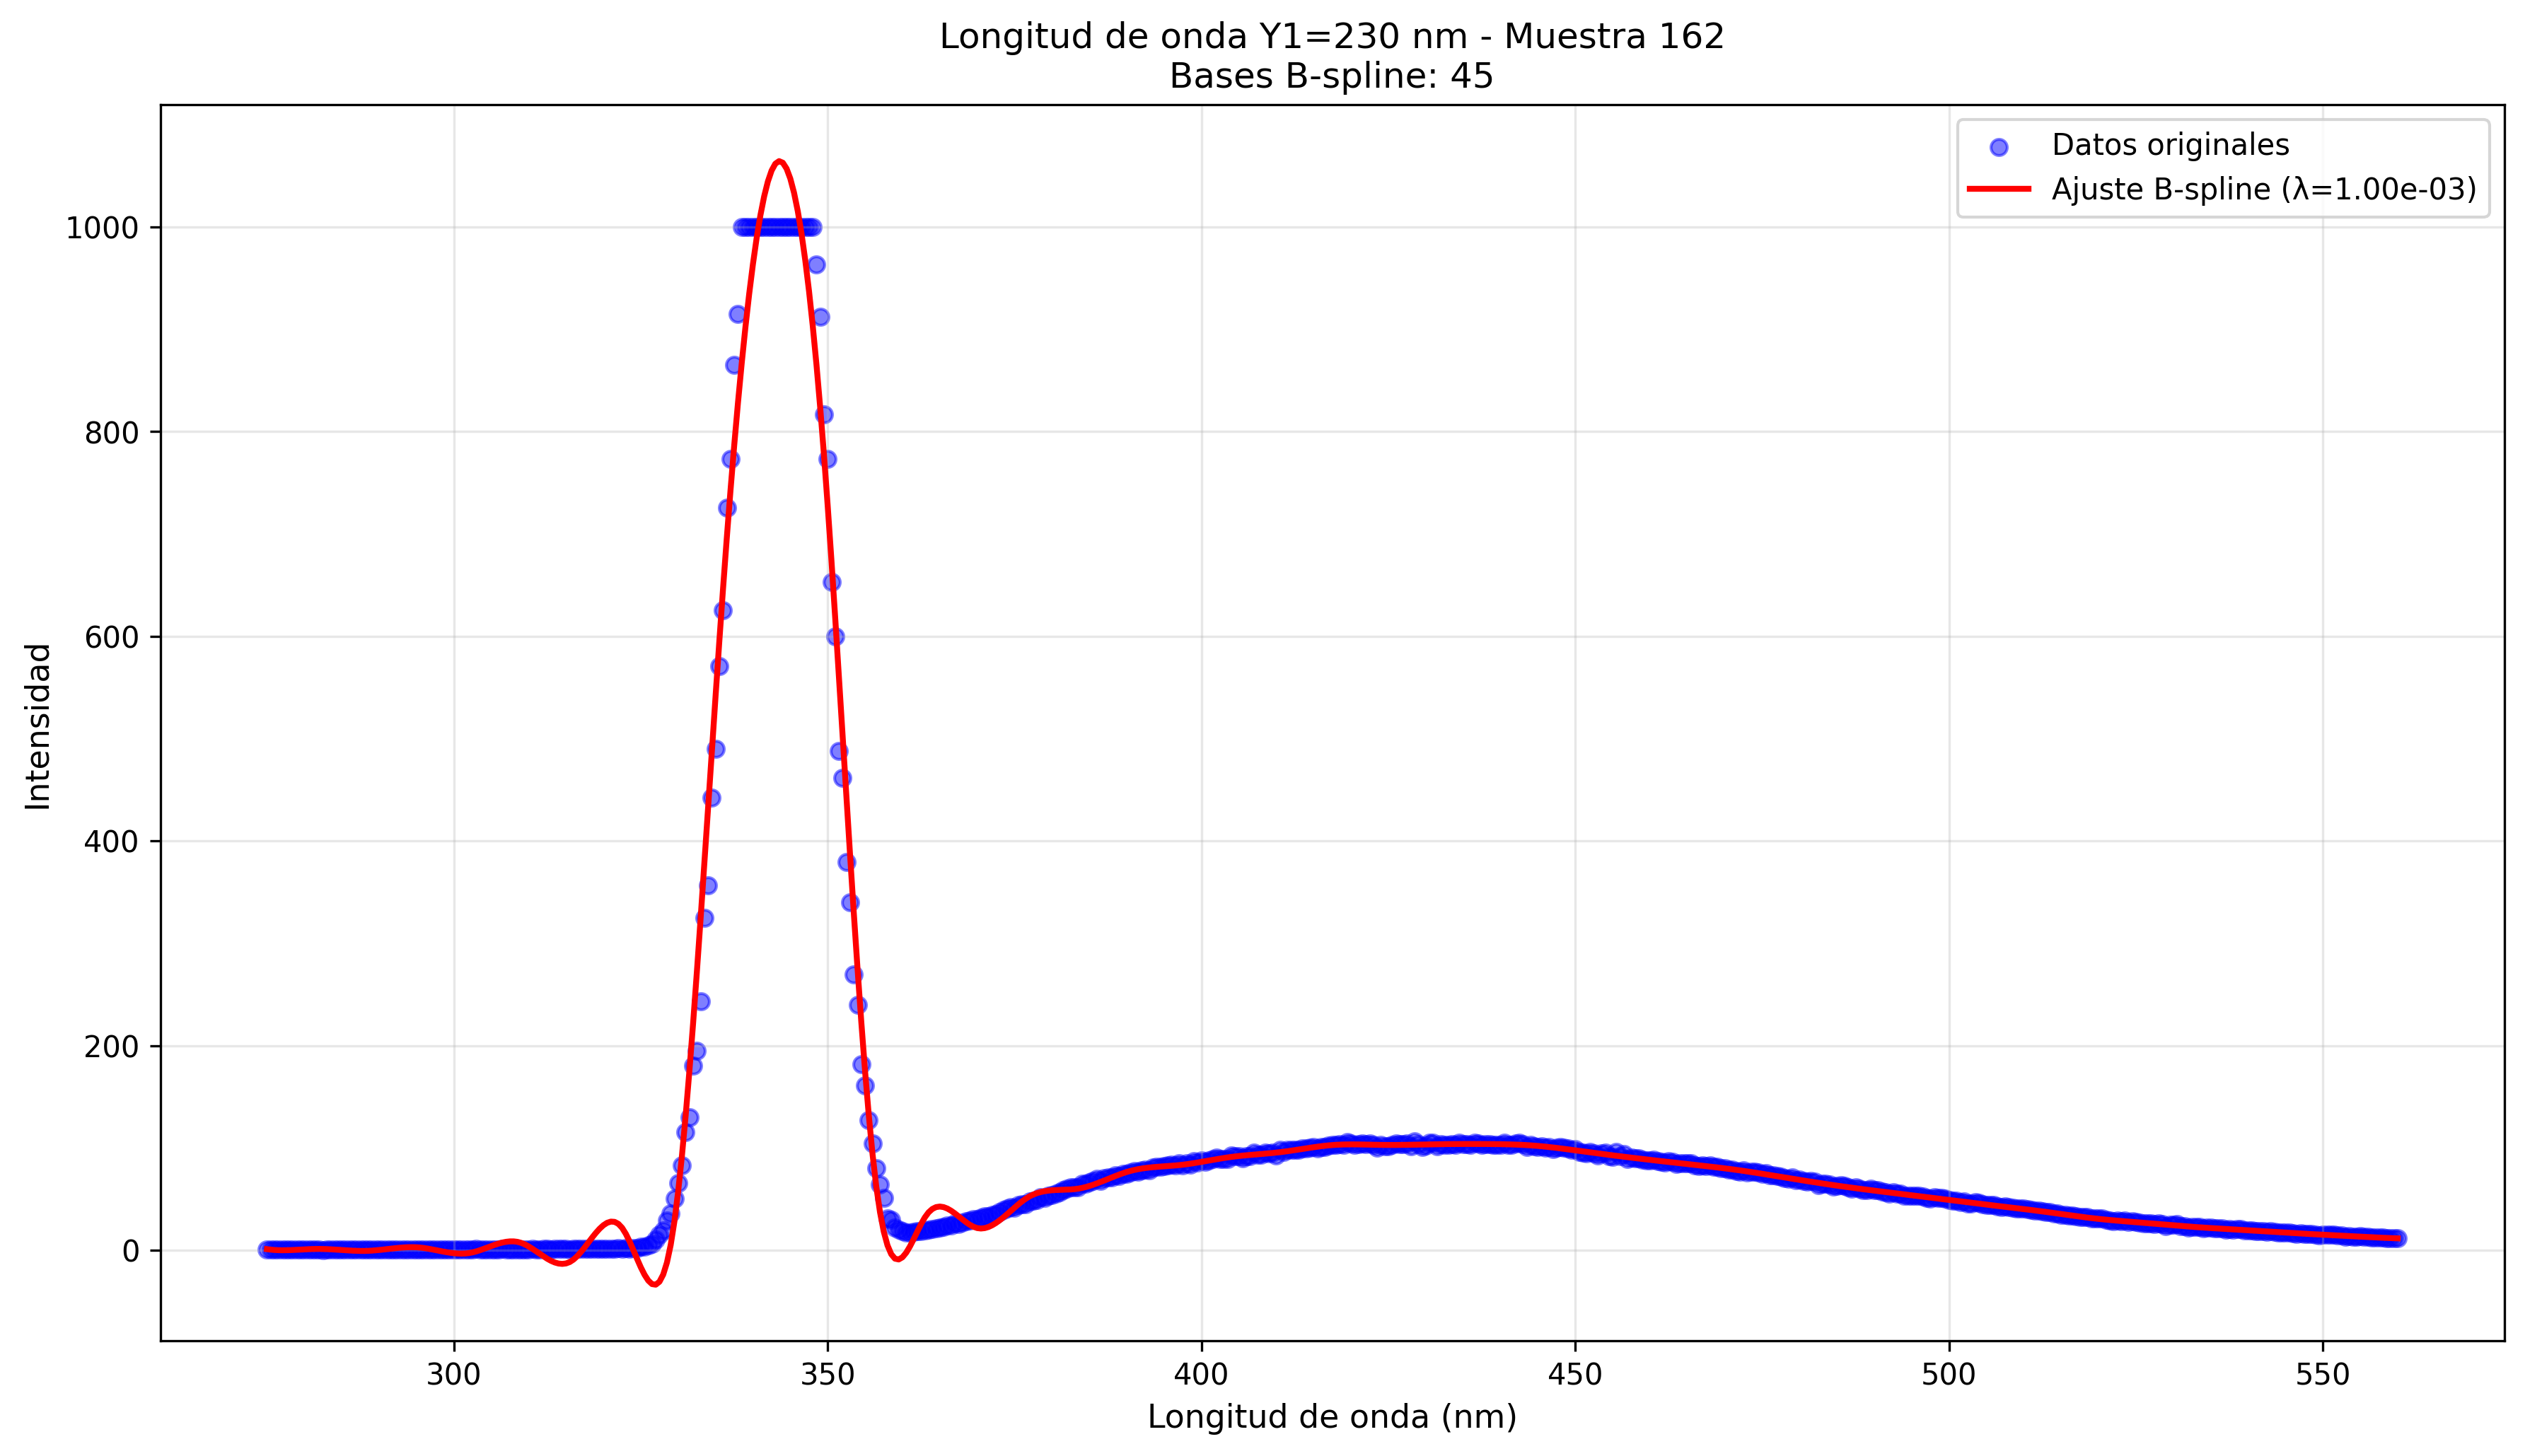 Longitud de onda Y1=230 nm - Muestra 162
Bases B-spline: 45
Datos originales
Ajuste B-spline (λ=1.00e-03)
Intensidad
1000
800
600
400
200
0
300
350
400
450
500
550
Longitud de onda (nm)